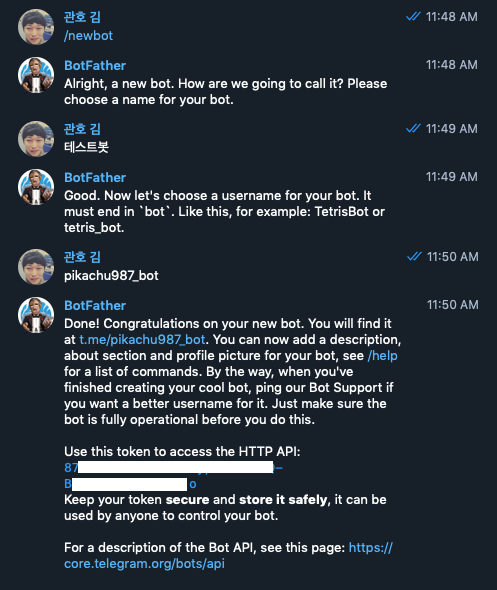 관호 김
11:48 AM
/newbot
BotFather
11:48 AM
Alright, a new bot. How are we going to call it? Please
choose a name for your bot.
관호 김
11:49 AM
테스트봇
BotFather
11:49 AM
Good. Now let's choose a username for your bot. It
must end in `bot`. Like this, for example: TetrisBot or
tetris_bot.
관호 김
11:50 AM
pikachu987_bot
BotFather
11:50 AM
Done! Congratulations on your new bot. You will find it
at t.me/pikachu987_bot. You can now add a description,
about section and profile picture for your bot, see /help
for a list of commands. By the way, when you've
finished creating your cool bot, ping our Bot Support if
you want a better username for it. Just make sure the
bot is fully operational before you do this.
Use this token to access the HTTP API:
87
B o
Keep your token secure and store it safely, it can be
used by anyone to control your bot.
For a description of the Bot API, see this page: https://
core.telegram.org/bots/api